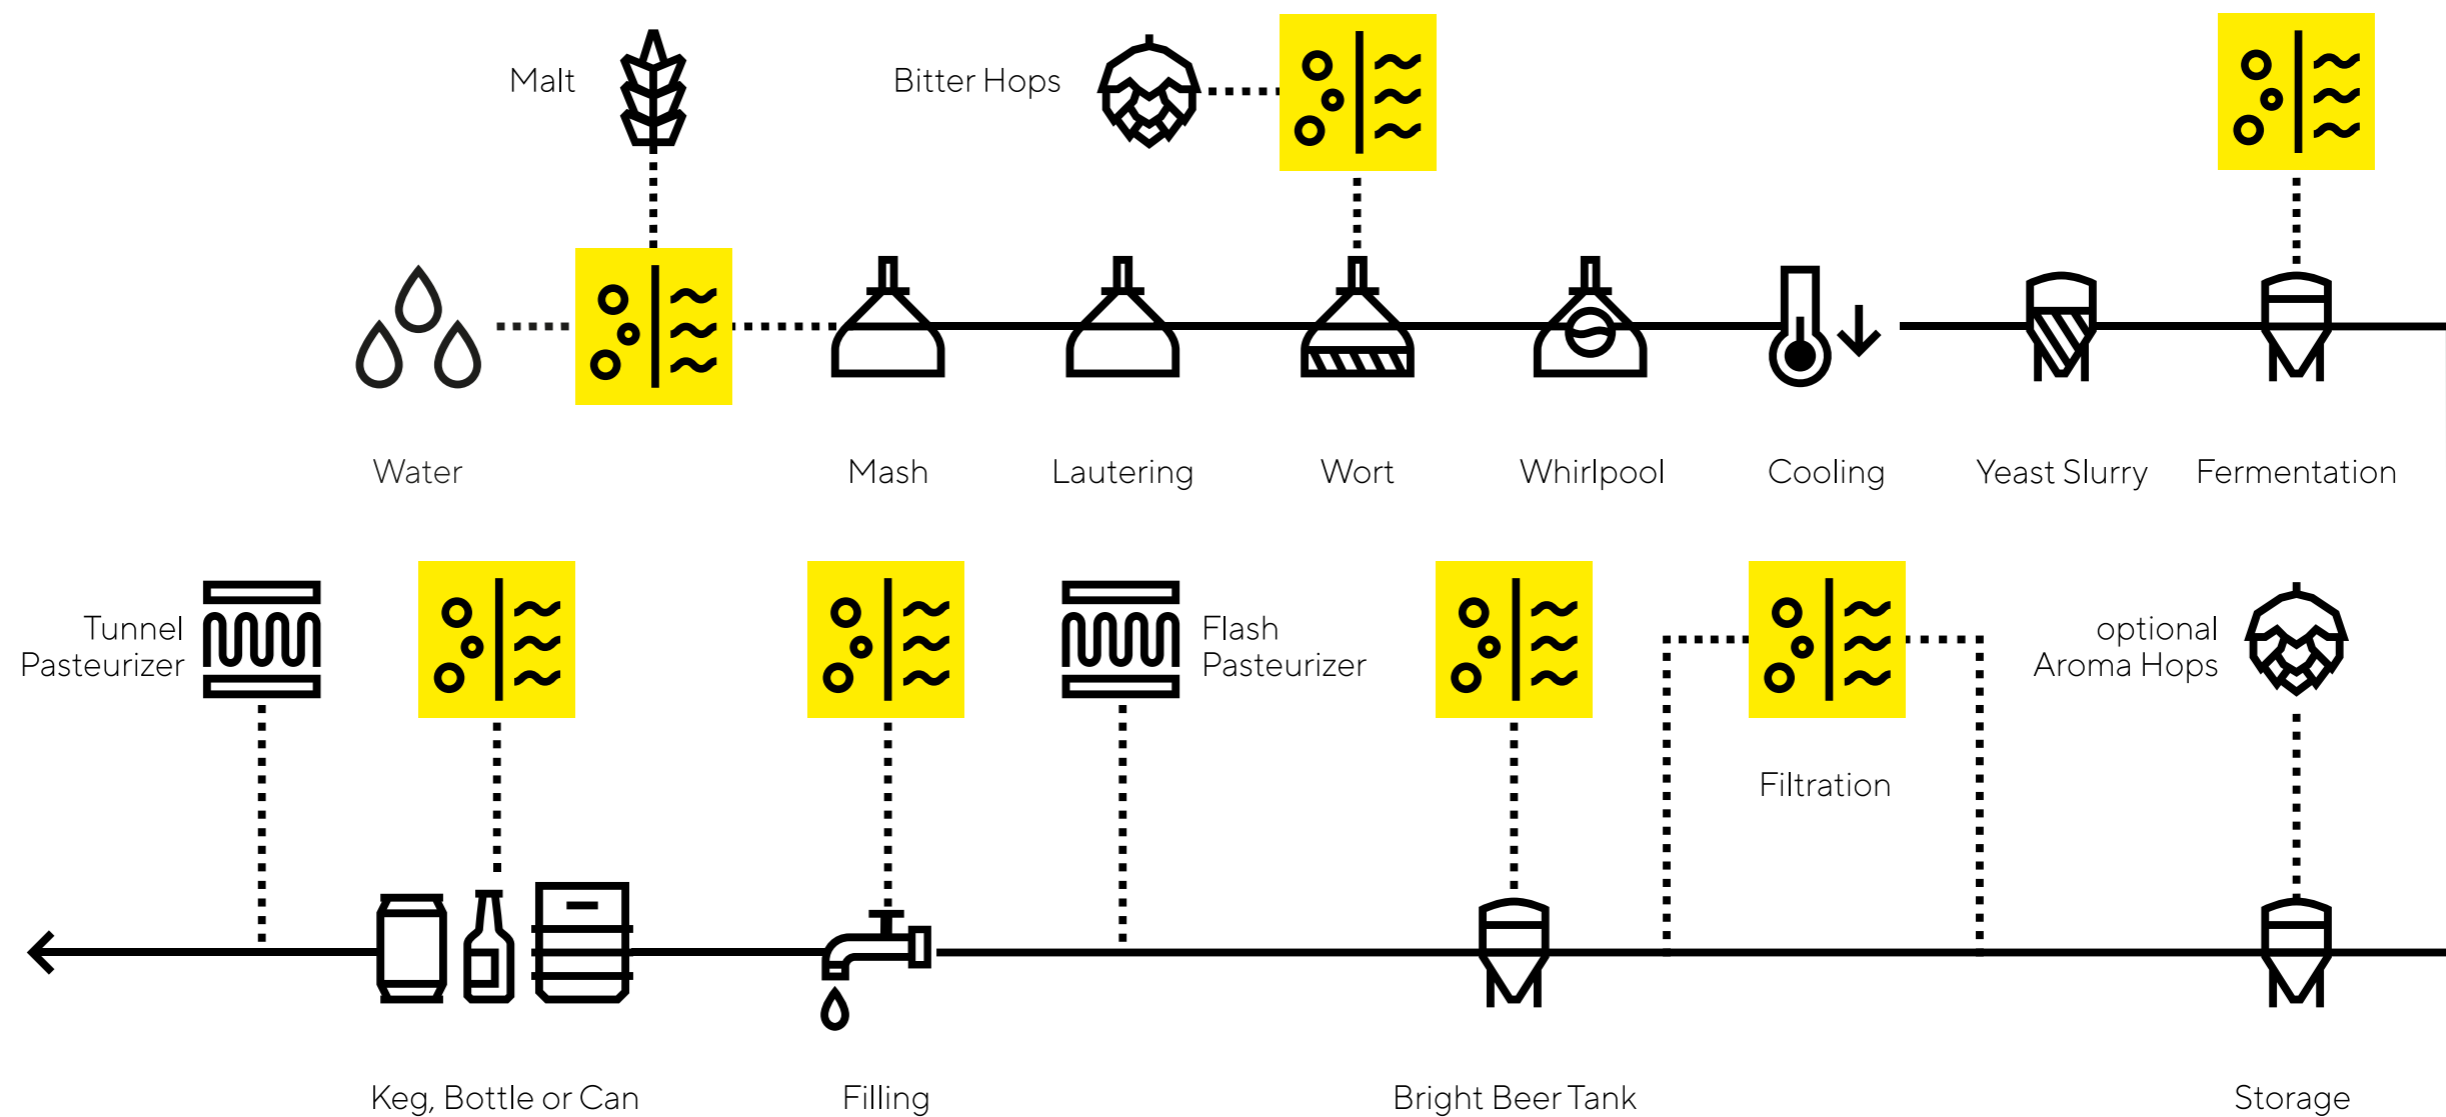 Malt
Bitter Hops
Water
Mash
Lautering
Wort
Whirlpool
Cooling
Yeast Slurry
Fermentation
Tunnel
Pasteurizer
Flash
Pasteurizer
optional
Aroma Hops
Filtration
Keg, Bottle or Can
Filling
Bright Beer Tank
Storage